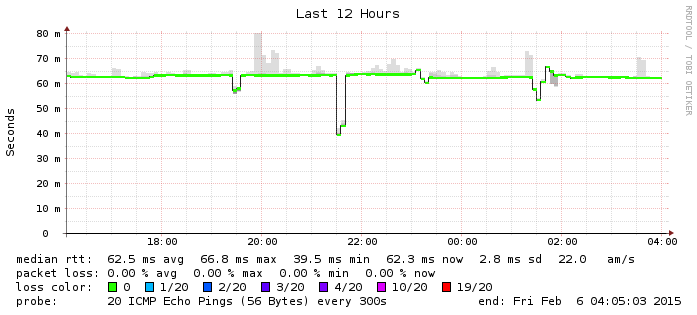 Last 12 Hours
RRDTOOL / TOBI OETIKER
Seconds
80 m
70 m
60 m
50 m
40 m
30 m
20 m
10 m
0
18:00 20:00 22:00 00:00 02:00 04:00
median rtt: 62.5 ms avg 66.8 ms max 39.5 ms min 62.3 ms now 2.8 ms sd 22.0 am/s
packet loss: 0.00 % avg 0.00 % max 0.00 % min 0.00 % now
loss color: 0 1/20 2/20 3/20 4/20 10/20 19/20
probe: 20 ICMP Echo Pings (56 Bytes) every 300s end: Fri Feb 6 04:05:03 2015